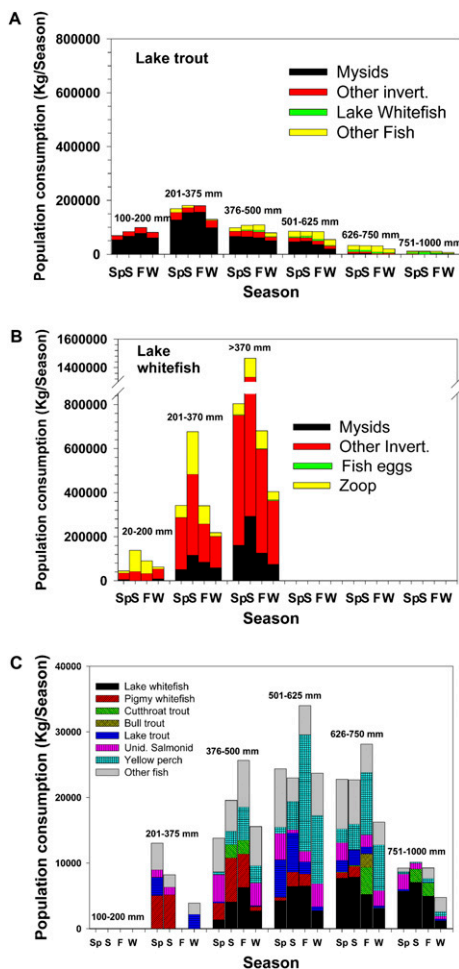 A
Population consumption (Kg/Season)
800000
600000
400000
200000
0
Lake trout
Mysids
Other invert.
Lake Whitefish
Other Fish
100-200 mm
201-375 mm
376-500 mm
501-625 mm
626-750 mm
751-1000 mm
SpS F W SpS F W SpS F W SpS F W SpS F W SpS F W
Season
B
Population consumption (Kg/Season)
1600000
1400000
800000
600000
400000
200000
0
Lake
whitefish
>370 mm
201-370 mm
20-200 mm
Mysids
Other Invert.
Fish eggs
Zoop
SpS F W SpS F W SpS F W SpS F W SpS F W SpS F W
Season
C
Population consumption (Kg/Season)
40000
30000
20000
10000
0
Lake whitefish
Pigmy whitefish
Cutthroat trout
Bull trout
Lake trout
Unid. Salmonid
Yellow perch
Other fish
100-200 mm
201-375 mm
376-500 mm
501-625 mm
626-750 mm
751-1000 mm
Sp S F W Sp S F W Sp S F W Sp S F W Sp S F W Sp S F W
Season